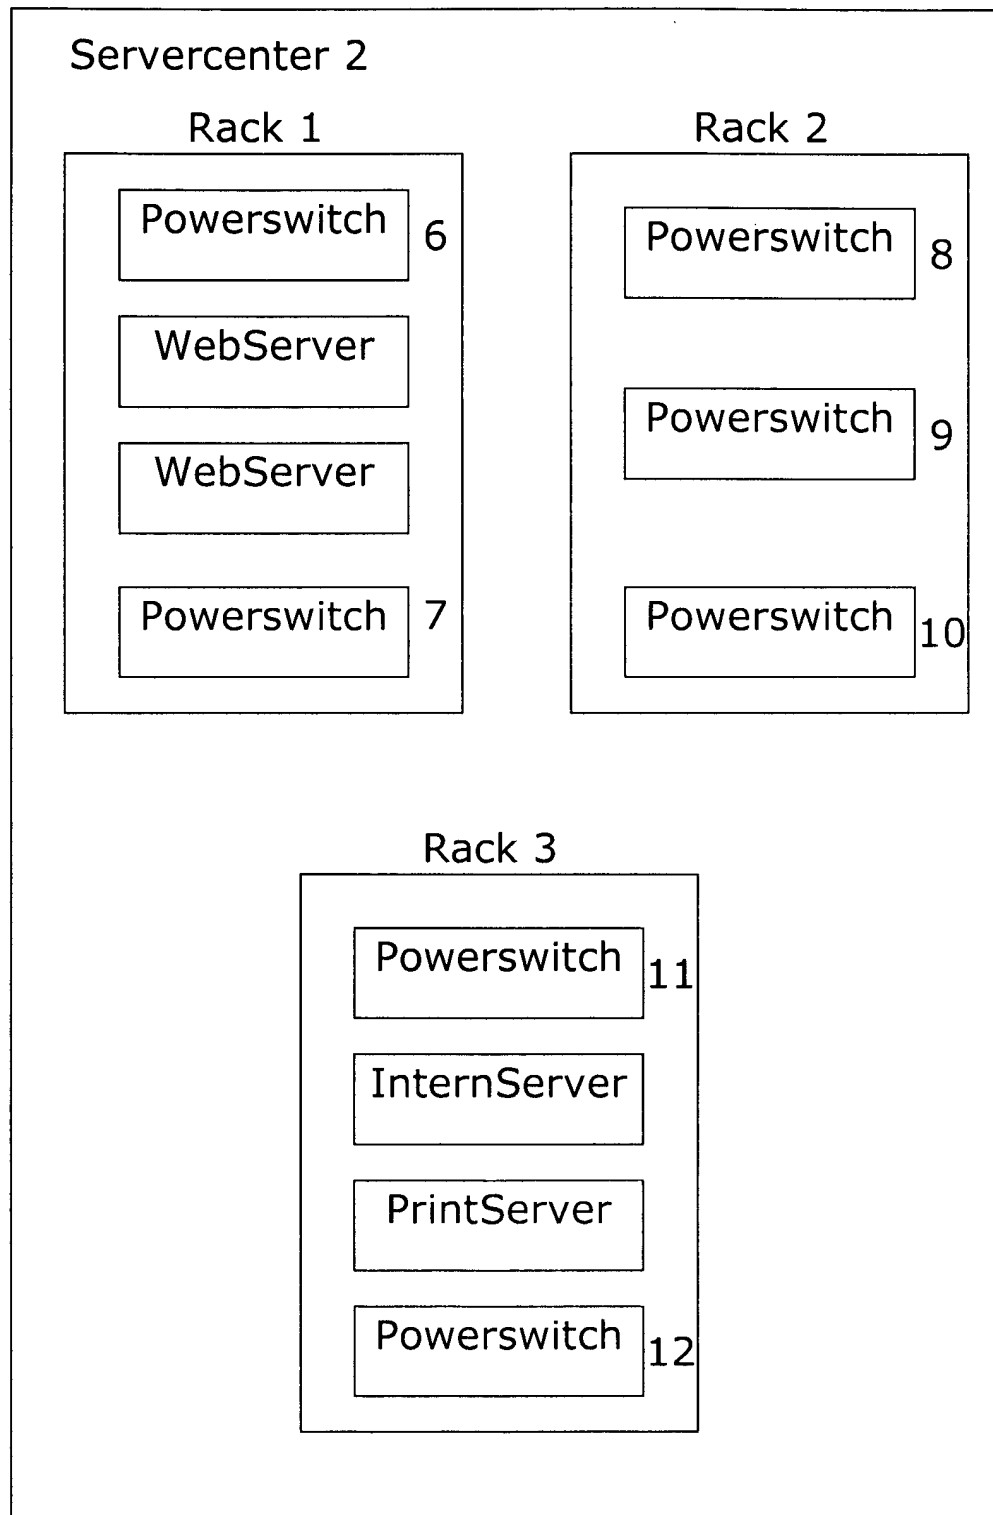 Servercenter 2
Rack 1
Powerswitch 6
WebServer
WebServer
Powerswitch 7
Rack 2
Powerswitch 8
Powerswitch 9
Powerswitch 10
Rack 3
Powerswitch 11
InternServer
PrintServer
Powerswitch 12